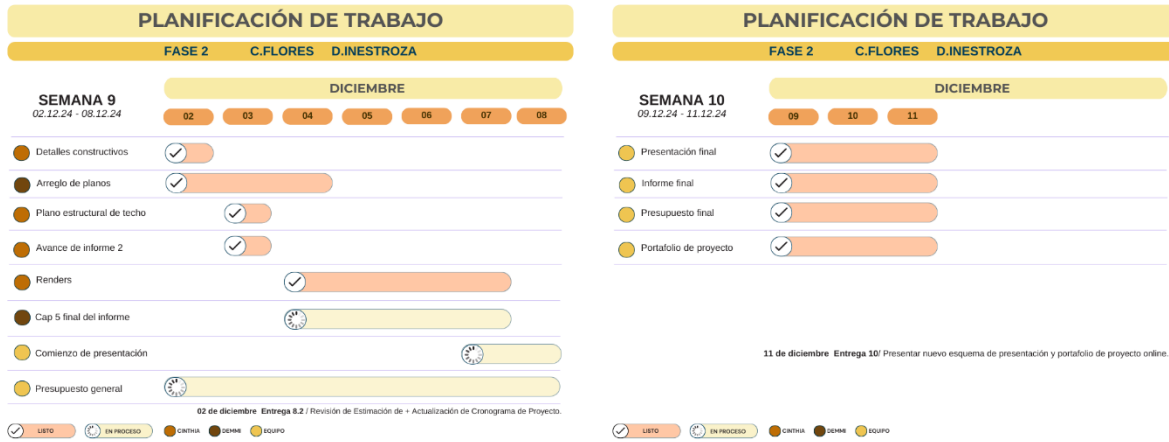 PLANIFICACIÓN DE TRABAJO
FASE 2 C.FLORES D.INESTROZA
DICIEMBRE
SEMANA 9
02.12.24 - 08.12.24
02 03 04 05 06 07 08
Detalles constructivos
Arreglo de planos
Plano estructural de techo
Avance de informe 2
Renders
Cap 5 final del informe
Comienzo de presentación
Presupuesto general
02 de diciembre Entrega 8.2 / Revisión de Estimación de + Actualización de Cronograma de Proyecto.
LISTO EN PROCESO CINTHIA DEMMI EQUIPO
PLANIFICACIÓN DE TRABAJO
FASE 2 C.FLORES D.INESTROZA
DICIEMBRE
SEMANA 10
09.12.24 - 11.12.24
09 10 11
Presentación final
Informe final
Presupuesto final
Portafolio de proyecto
11 de diciembre Entrega 10/ Presentar nuevo esquema de presentación y portafolio de proyecto online.
LISTO EN PROCESO CINTHIA DEMMI EQUIPO